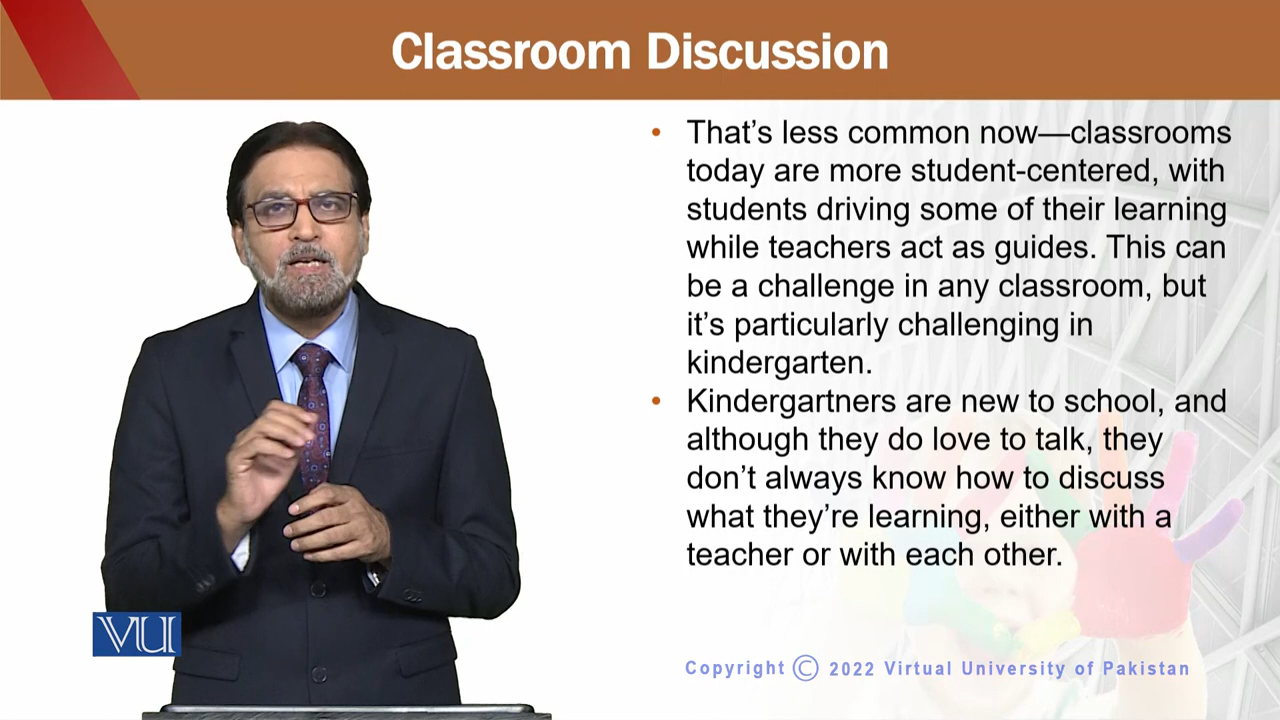 Classroom Discussion
• That’s less common now—classrooms
today are more student-centered, with
students driving some of their learning
while teachers act as guides. This can
be a challenge in any classroom, but
it’s particularly challenging in
kindergarten.
• Kindergartners are new to school, and
although they do love to talk, they
don’t always know how to discuss
what they’re learning, either with a
teacher or with each other.
VU
Copyright © 2022 Virtual University of Pakistan